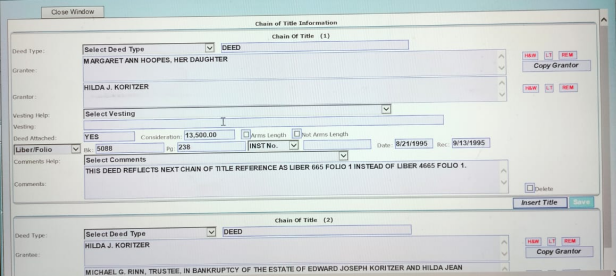 Close Window
Chain of Title Information
Chain Of Title (1)
Deed Type: Select Deed Type DEED
Grantee: MARGARET ANN HOOPES, HER DAUGHTER H&W LT REM
Copy Grantor
Grantor: HILDA J. KORITZER H&W LT REM
Vesting Help: Select Vesting
Vesting:
Deed Attached: YES Consideration: 13,500.00 Arms Length Not Arms Length
Liber/Folio Bk: 5088 Pg: 238 INST No. Date: 8/21/1995 Rec: 9/13/1995
Comments Help: Select Comments
Comments: THIS DEED REFLECTS NEXT CHAIN OF TITLE REFERENCE AS LIBER 665 FOLIO 1 INSTEAD OF LIBER 4665 FOLIO 1.
Delete
Insert Title Save
Chain Of Title (2)
Deed Type: Select Deed Type DEED
Grantee: HILDA J. KORITZER H&W LT REM
Copy Grantor
MICHAEL G. RINN, TRUSTEE, IN BANKRUPTCY OF THE ESTATE OF EDWARD JOSEPH KORITZER AND HILDA JEAN